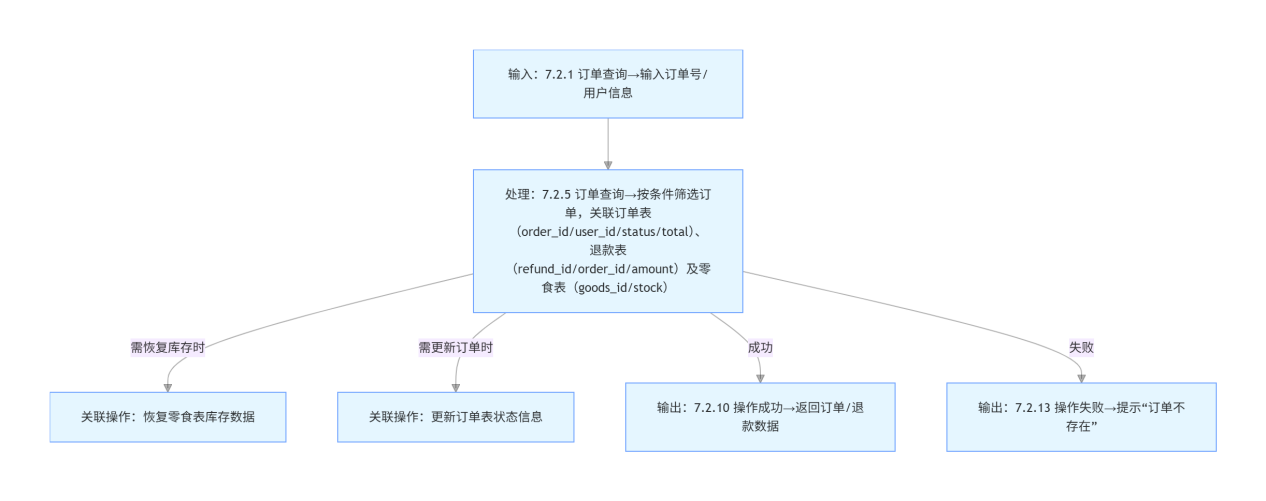 输入：7.2.1 订单查询→输入订单号/
用户信息
处理：7.2.5 订单查询→按条件筛选订
单，关联订单表
（order_id/user_id/status/total）、
退款表
（refund_id/order_id/amount）及零
食表（goods_id/stock）
需恢复库存时
需更新订单时
成功
失败
关联操作：恢复零食表库存数据
关联操作：更新订单表状态信息
输出：7.2.10 操作成功→返回订单/退
款数据
输出：7.2.13 操作失败→提示“订单不
存在”